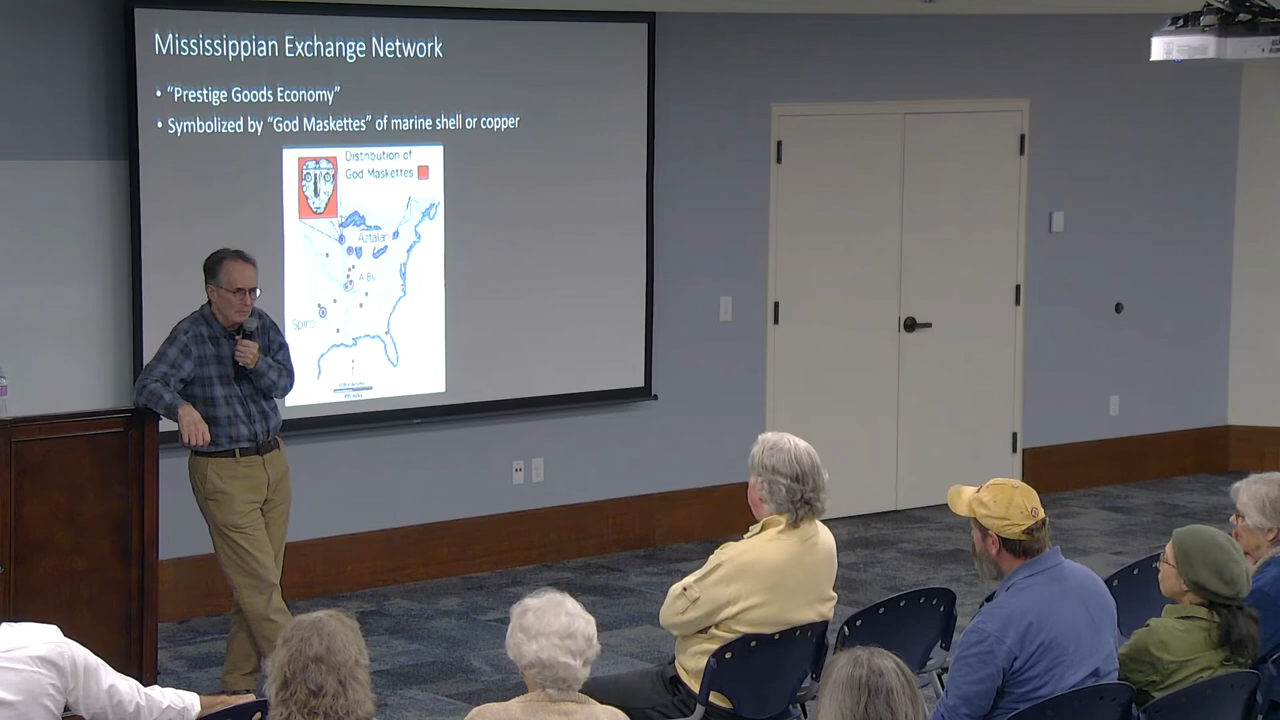 Mississippian Exchange Network
• “Prestige Goods Economy”
• Symbolized by “God Maskettes” of marine shell or copper
Distribution of
God Maskettes
Aztalan
Spiro